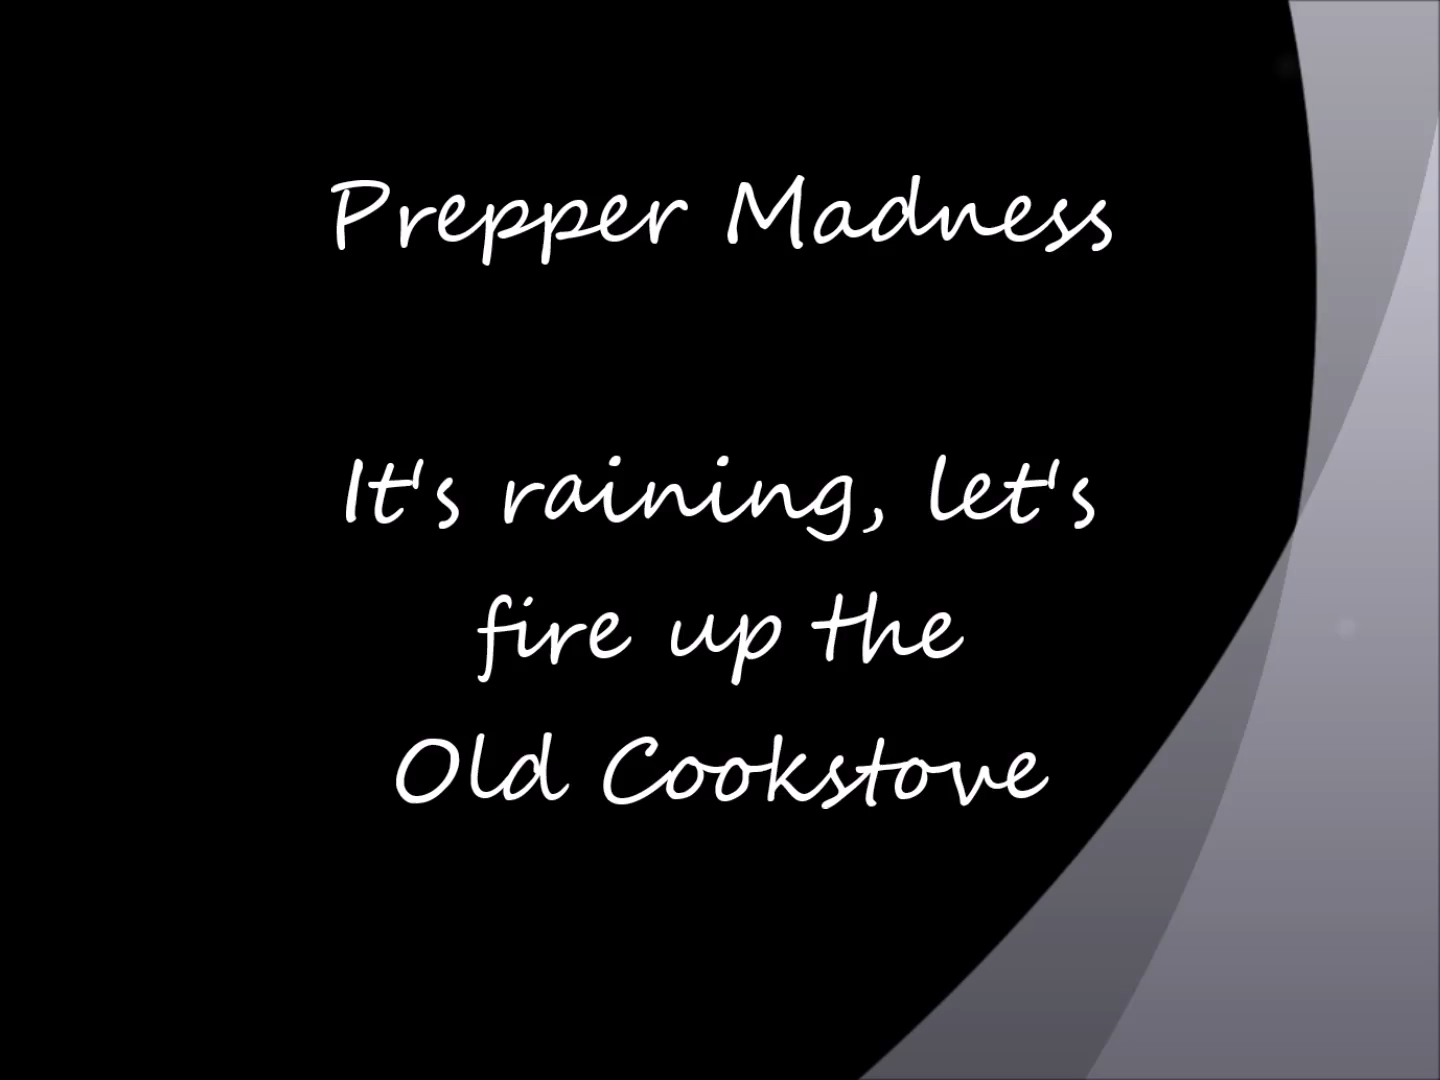 Prepper Madness
It's raining, let's
fire up the
Old Cookstove